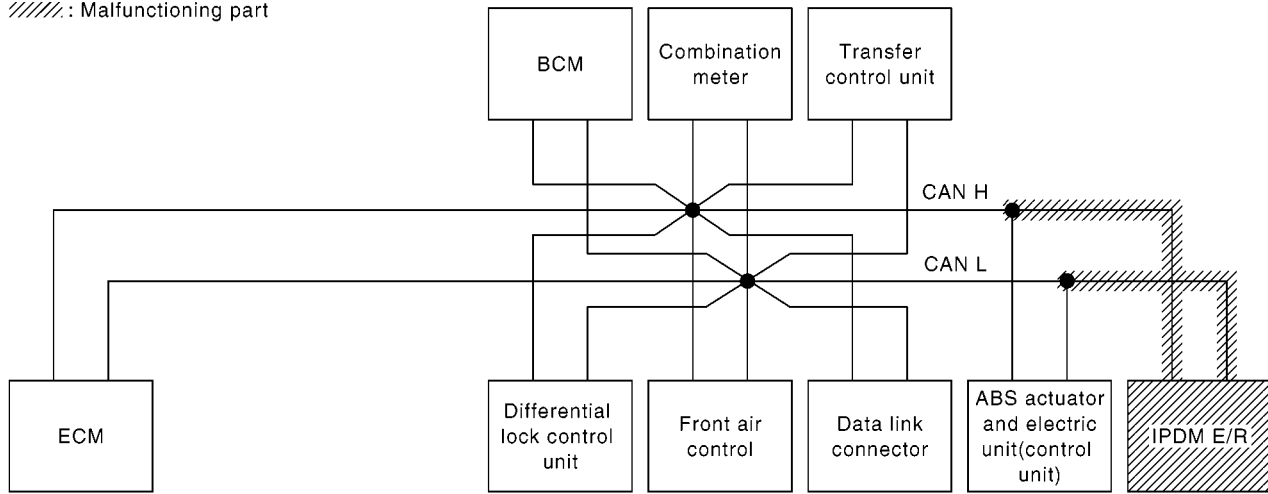 : Malfunctioning part
BCM
Combination
meter
Transfer
control unit
CAN H
CAN L
ECM
Differential
lock control
unit
Front air
control
Data link
connector
ABS actuator
and electric
unit(control
unit)
IPDM E/R